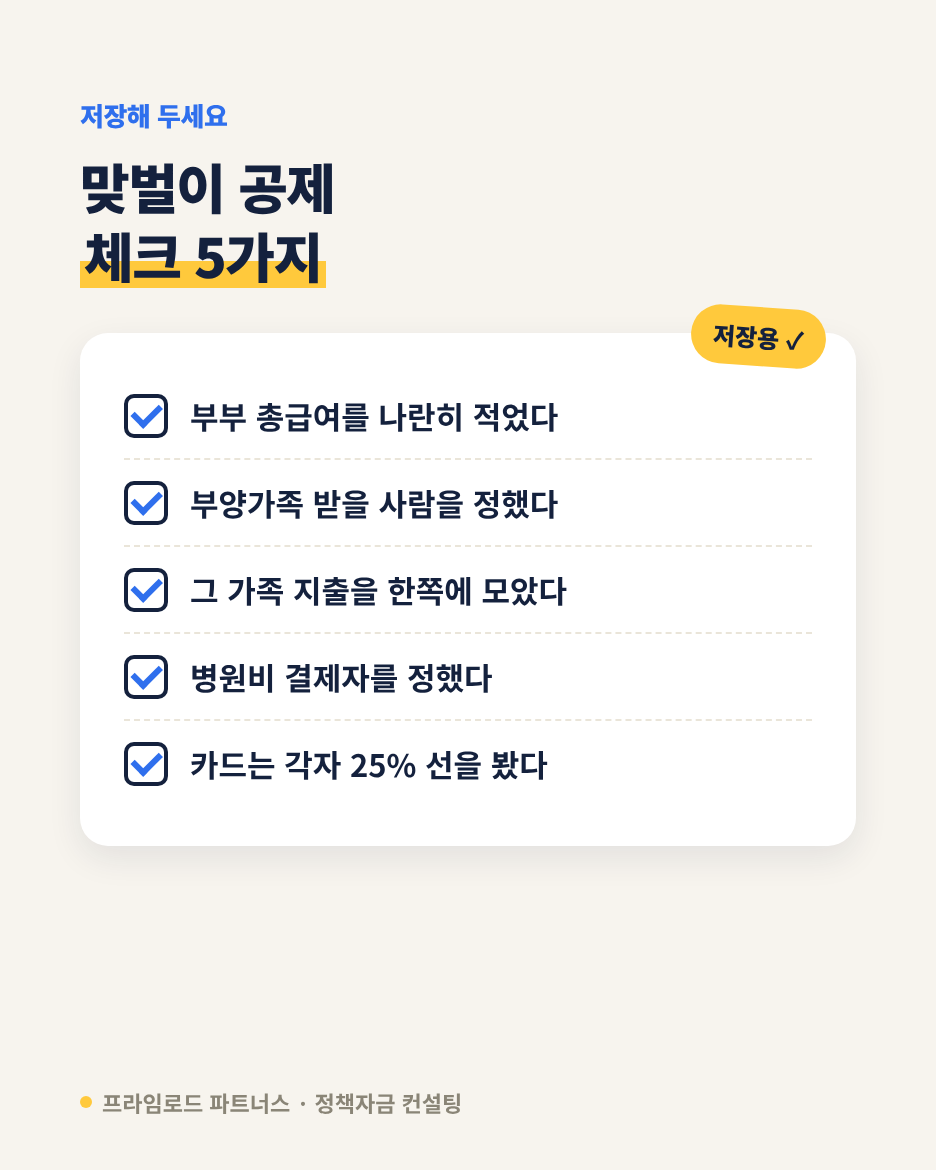 저장해 두세요
맞벌이 공제
체크 5가지
저장용 ✓
부부 총급여를 나란히 적었다
부양가족 받을 사람을 정했다
그 가족 지출을 한쪽에 모았다
병원비 결제자를 정했다
카드는 각자 25% 선을 봤다
프라임로드 파트너스 · 정책자금 컨설팅